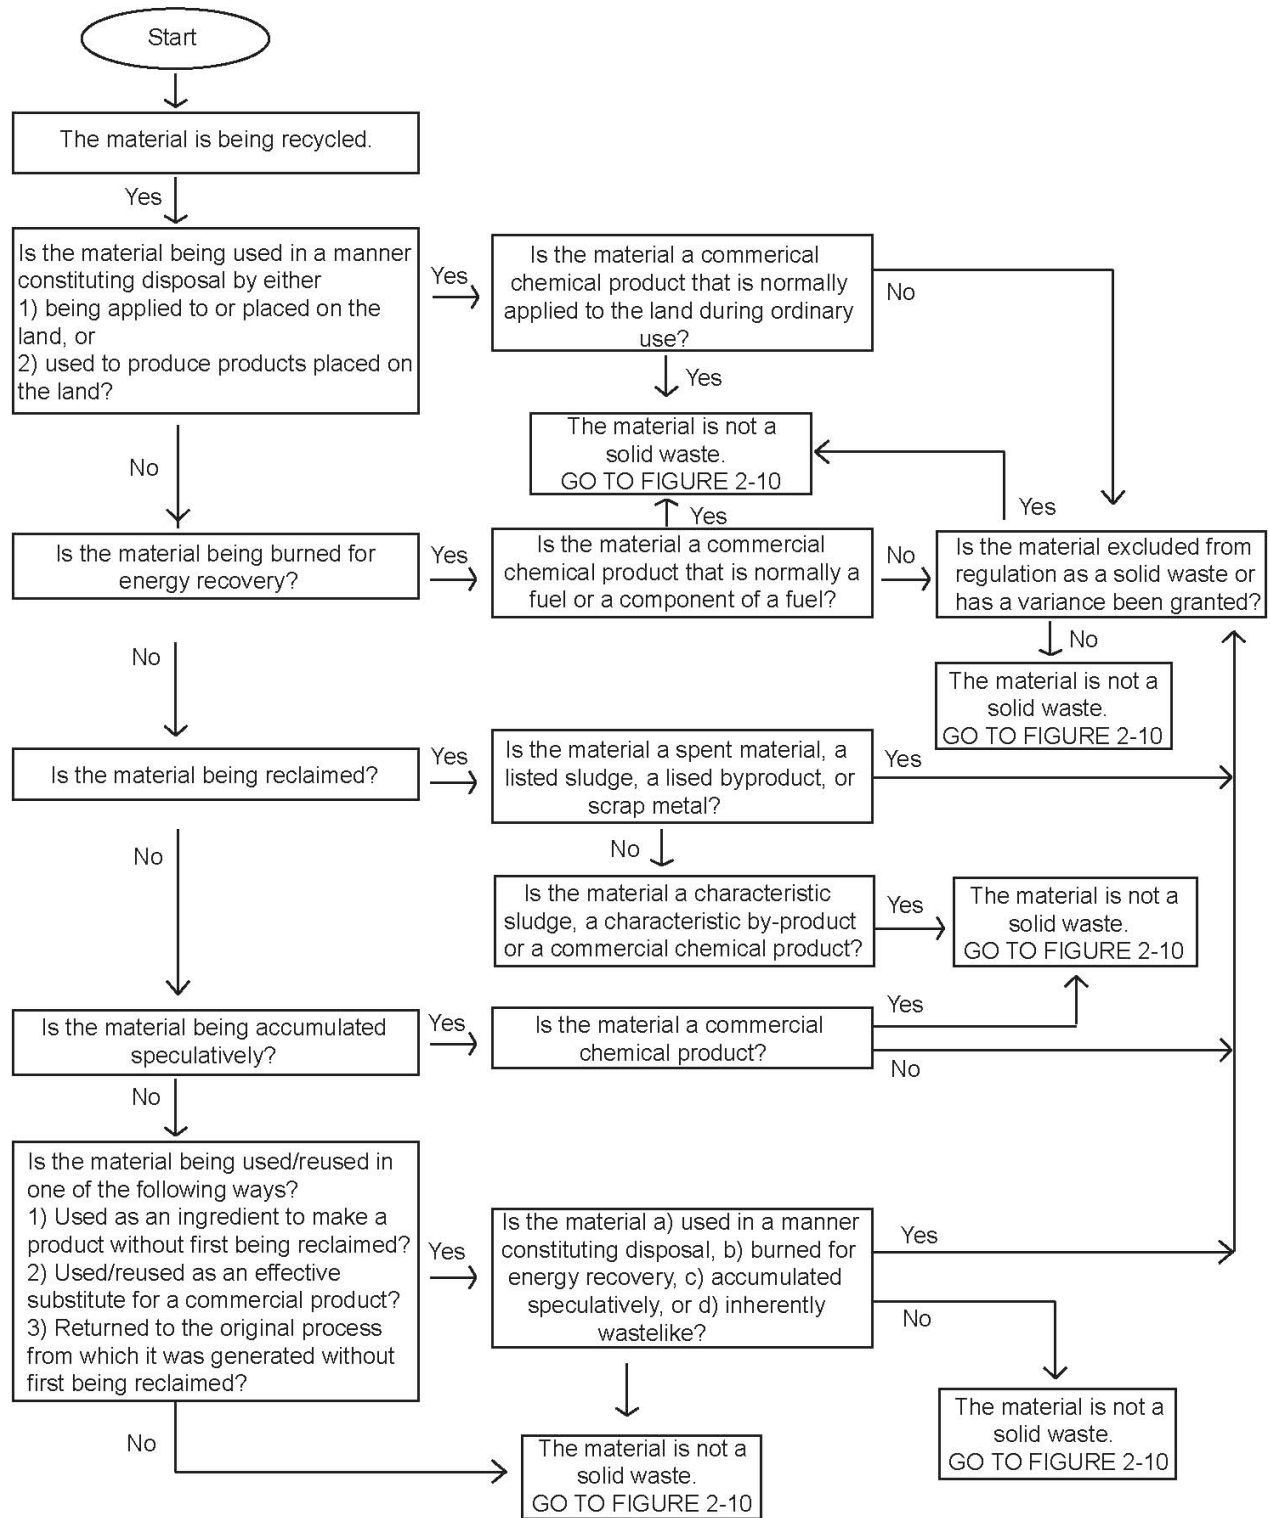 Start
The material is being recycled.
Yes
Is the material being used in a manner
constituting disposal by either
1) being applied to or placed on the
land, or
2) used to produce products placed on
the land?
Yes
Is the material a commerical
chemical product that is normally
applied to the land during ordinary
use?
No
Yes
The material is not a
solid waste.
GO TO FIGURE 2-10
No
Yes
Yes
Is the material being burned for
energy recovery?
Yes
Is the material a commercial
chemical product that is normally a
fuel or a component of a fuel?
No
Is the material excluded from
regulation as a solid waste or
has a variance been granted?
No
No
The material is not a
solid waste.
GO TO FIGURE 2-10
Is the material being reclaimed?
Yes
Is the material a spent material, a
listed sludge, a lised byproduct, or
scrap metal?
Yes
No
No
Is the material a characteristic
sludge, a characteristic by-product
or a commercial chemical product?
Yes
The material is not a
solid waste.
GO TO FIGURE 2-10
Is the material being accumulated
speculatively?
Yes
Is the material a commercial
chemical product?
Yes
No
No
Is the material being used/reused in
one of the following ways?
1) Used as an ingredient to make a
product without first being reclaimed?
2) Used/reused as an effective
substitute for a commercial product?
3) Returned to the original process
from which it was generated without
first being reclaimed?
Yes
Is the material a) used in a manner
constituting disposal, b) burned for
energy recovery, c) accumulated
speculatively, or d) inherently
wastelike?
Yes
No
The material is not a
solid waste.
GO TO FIGURE 2-10
No
The material is not a
solid waste.
GO TO FIGURE 2-10